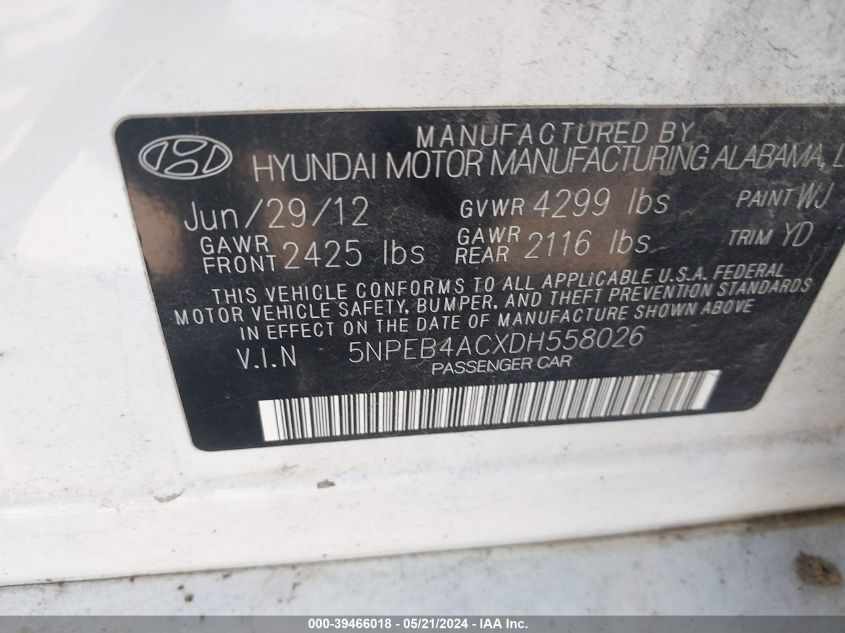 MANUFACTURED BY
HYUNDAI MOTOR MANUFACTURING ALABAMA,
Jun/29/12 GVWR 4299 lbs PAINT WJ
GAWR FRONT 2425 lbs GAWR REAR 2116 lbs TRIM YD
THIS VEHICLE CONFORMS TO ALL APPLiCABLE U.S.A. FEDERAL
MOTOR VEHICLE SAFETY, BUMPER, AND THEFT PREVENTION STANDARDS
IN EFFECT ON THE DATE OF MANUFACTURE SHOWN ABOVE
V.I.N 5NPEB4ACXDH558026
PASSENGER CAR
000-39466018 - 05/21/2024 - IAA Inc.